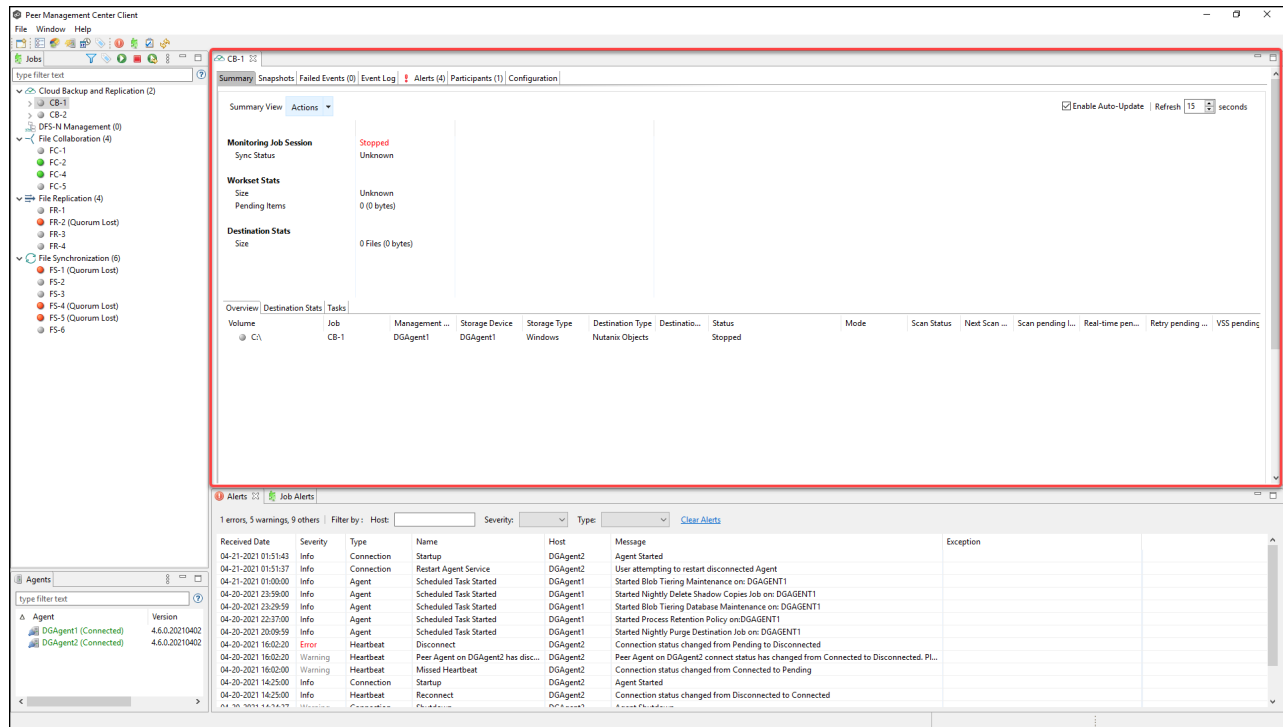 Peer Management Center Client
File Window Help
Jobs
type filter text
Cloud Backup and Replication (2)
CB-1
CB-2
DFS-N Management (0)
File Collaboration (4)
FC-1
FC-2
FC-4
FC-5
File Replication (4)
FR-1
FR-2 (Quorum Lost)
FR-3
FR-4
File Synchronization (6)
FS-1 (Quorum Lost)
FS-2
FS-3
FS-4 (Quorum Lost)
FS-5 (Quorum Lost)
FS-6
Agents
type filter text
Agent Version
DGAgent1 (Connected) 4.6.0.20210402
DGAgent2 (Connected) 4.6.0.20210402
CB-1
Summary Snapshots Failed Events (0) Event Log Alerts (4) Participants (1) Configuration
Summary View Actions Enable Auto-Update Refresh 15 seconds
Monitoring Job Session Stopped
Sync Status Unknown
Workset Stats
Size Unknown
Pending Items 0 (0 bytes)
Destination Stats
Size 0 Files (0 bytes)
Overview Destination Stats Tasks
Volume Job Management ... Storage Device Storage Type Destination Type Destinatio... Status Mode Scan Status Next Scan ... Scan pending I... Real-time pen... Retry pending ... VSS pending
C:\ CB-1 DGAgent1 DGAgent1 Windows Nutanix Objects Stopped
Alerts Job Alerts
1 errors, 5 warnings, 9 others Filter by : Host: Severity: Type: Clear Alerts
Received Date Severity Type Name Host Message Exception
04-21-2021 01:51:43 Info Connection Startup DGAgent2 Agent Started
04-21-2021 01:51:37 Info Connection Restart Agent Service DGAgent2 User attempting to restart disconnected Agent
04-21-2021 01:00:00 Info Agent Scheduled Task Started DGAgent1 Started Blob Tiering Maintenance on: DGAGENT1
04-20-2021 23:59:00 Info Agent Scheduled Task Started DGAgent1 Started Nightly Delete Shadow Copies Job on: DGAGENT1
04-20-2021 23:29:59 Info Agent Scheduled Task Started DGAgent1 Started Blob Tiering Database Maintenance on: DGAGENT1
04-20-2021 22:37:00 Info Agent Scheduled Task Started DGAgent1 Started Process Retention Policy on:DGAGENT1
04-20-2021 20:09:59 Info Agent Scheduled Task Started DGAgent1 Started Nightly Purge Destination Job on: DGAGENT1
04-20-2021 16:02:20 Error Heartbeat Disconnect DGAgent2 Connection status changed from Pending to Disconnected
04-20-2021 16:02:20 Warning Heartbeat Peer Agent on DGAgent2 has disc... DGAgent2 Peer Agent on DGAgent2 connect status has changed from Connected to Disconnected. Pl...
04-20-2021 16:02:00 Warning Heartbeat Missed Heartbeat DGAgent2 Connection status changed from Connected to Pending
04-20-2021 14:25:00 Info Connection Startup DGAgent2 Agent Started
04-20-2021 14:25:00 Info Heartbeat Reconnect DGAgent2 Connection status changed from Disconnected to Connected